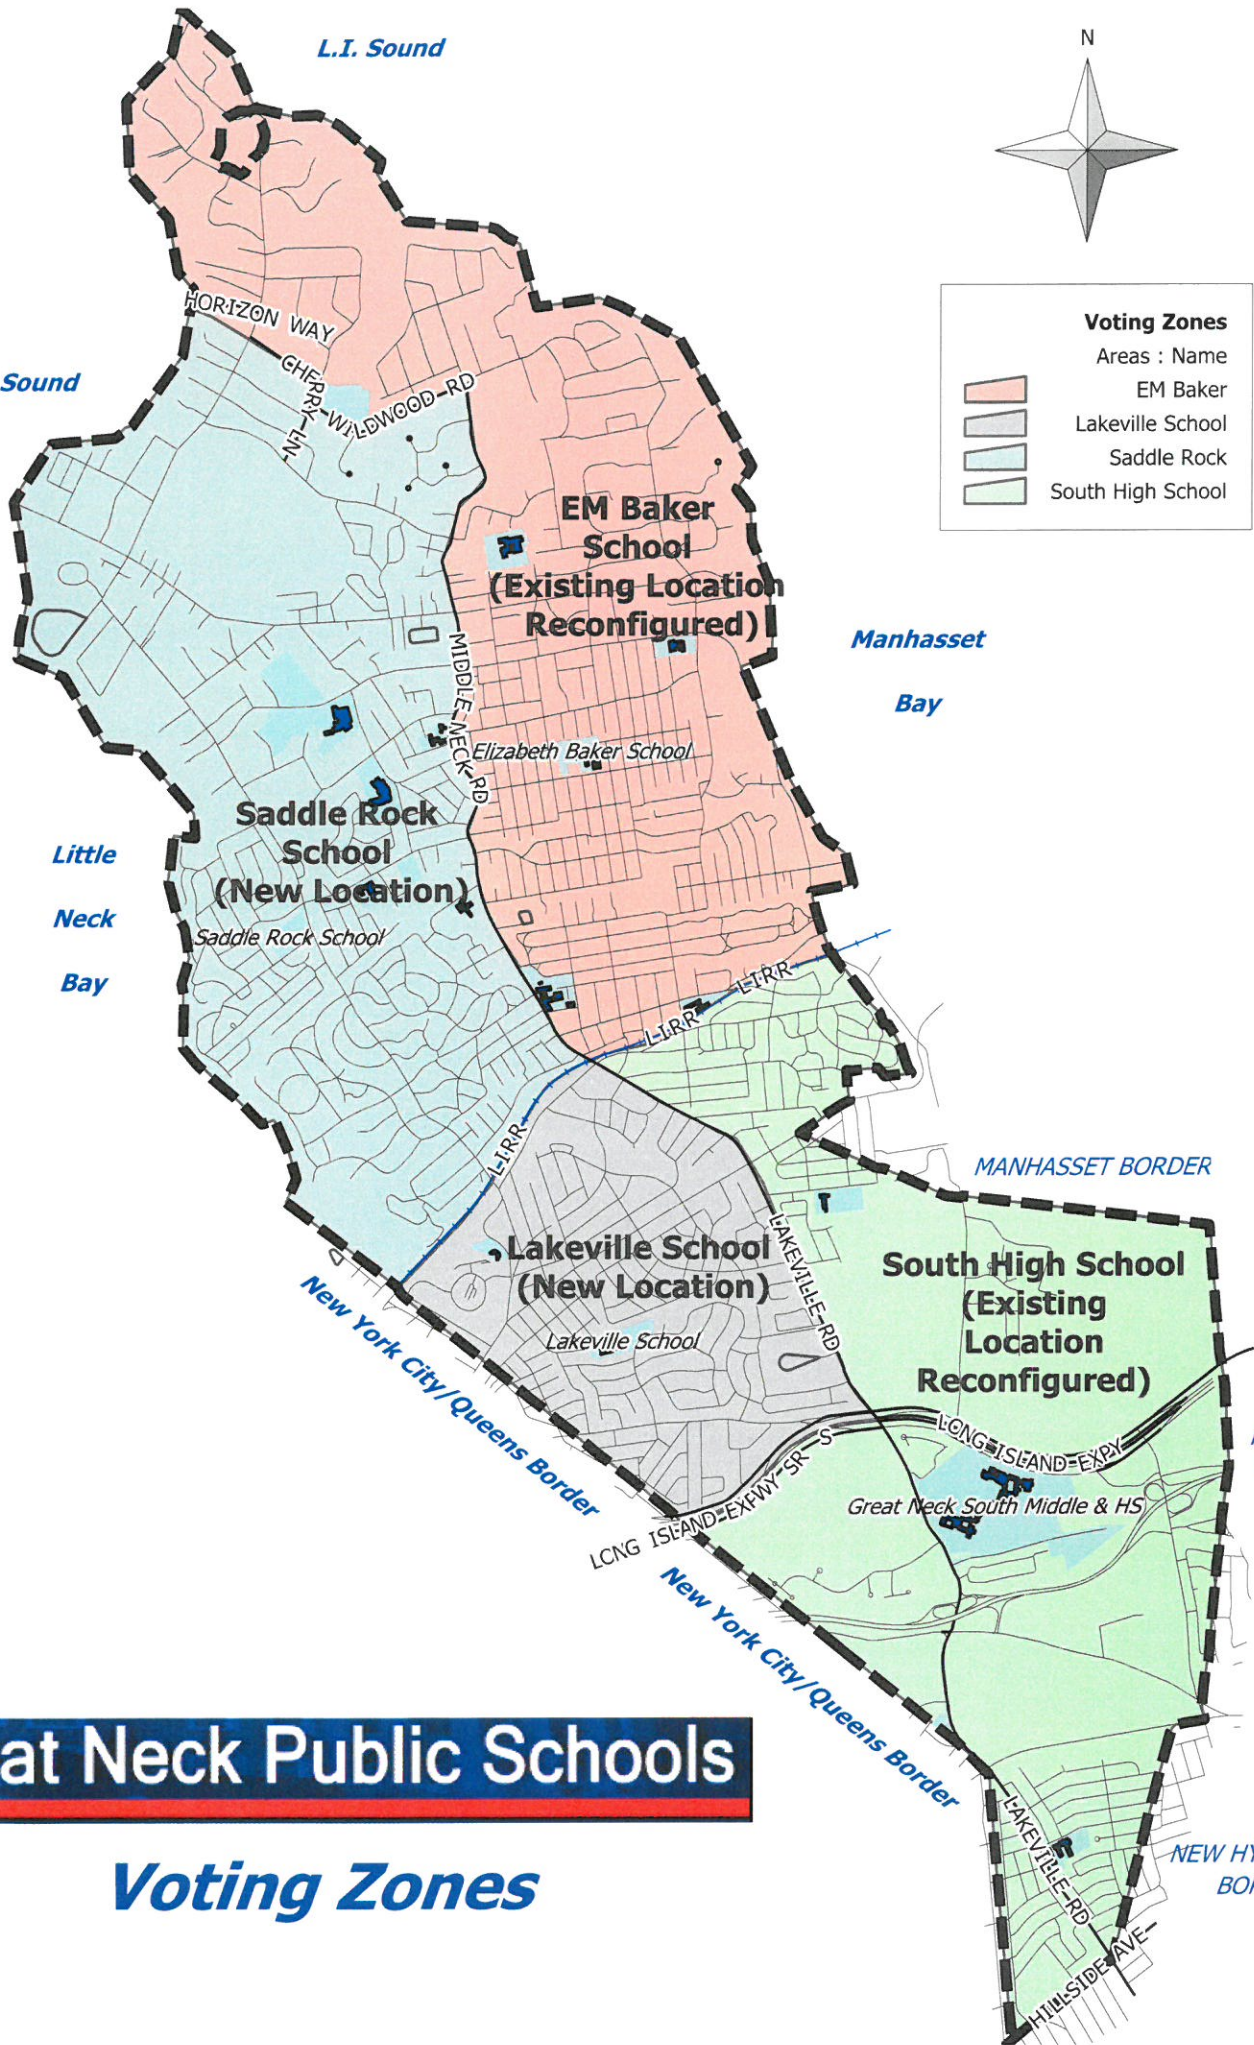 L.I. Sound
N
Voting Zones
Areas : Name
EM Baker
Lakeville School
Saddle Rock
South High School
HORIZON WAY
Sound
CHERRY LN
WILDWOOD RD
EM Baker
School
(Existing Location
Reconfigured)
Manhasset
Bay
MIDDLE NECK RD
Elizabeth Baker School
Saddle Rock
School
(New Location)
Saddle Rock School
Little
Neck
Bay
LIRR
LIRR
LIRR
MANHASSET BORDER
Lakeville School
(New Location)
Lakeville School
LAKEVILLE RD
South High School
(Existing
Location
Reconfigured)
New York City/Queens Border
LONG ISLAND EXPY
LONG ISLAND EXFWY SR S
Great Neck South Middle & HS
New York City/Queens Border
at Neck Public Schools
Voting Zones
LAKEVILLE RD
NEW HY
BOR
HILLSIDE AVE